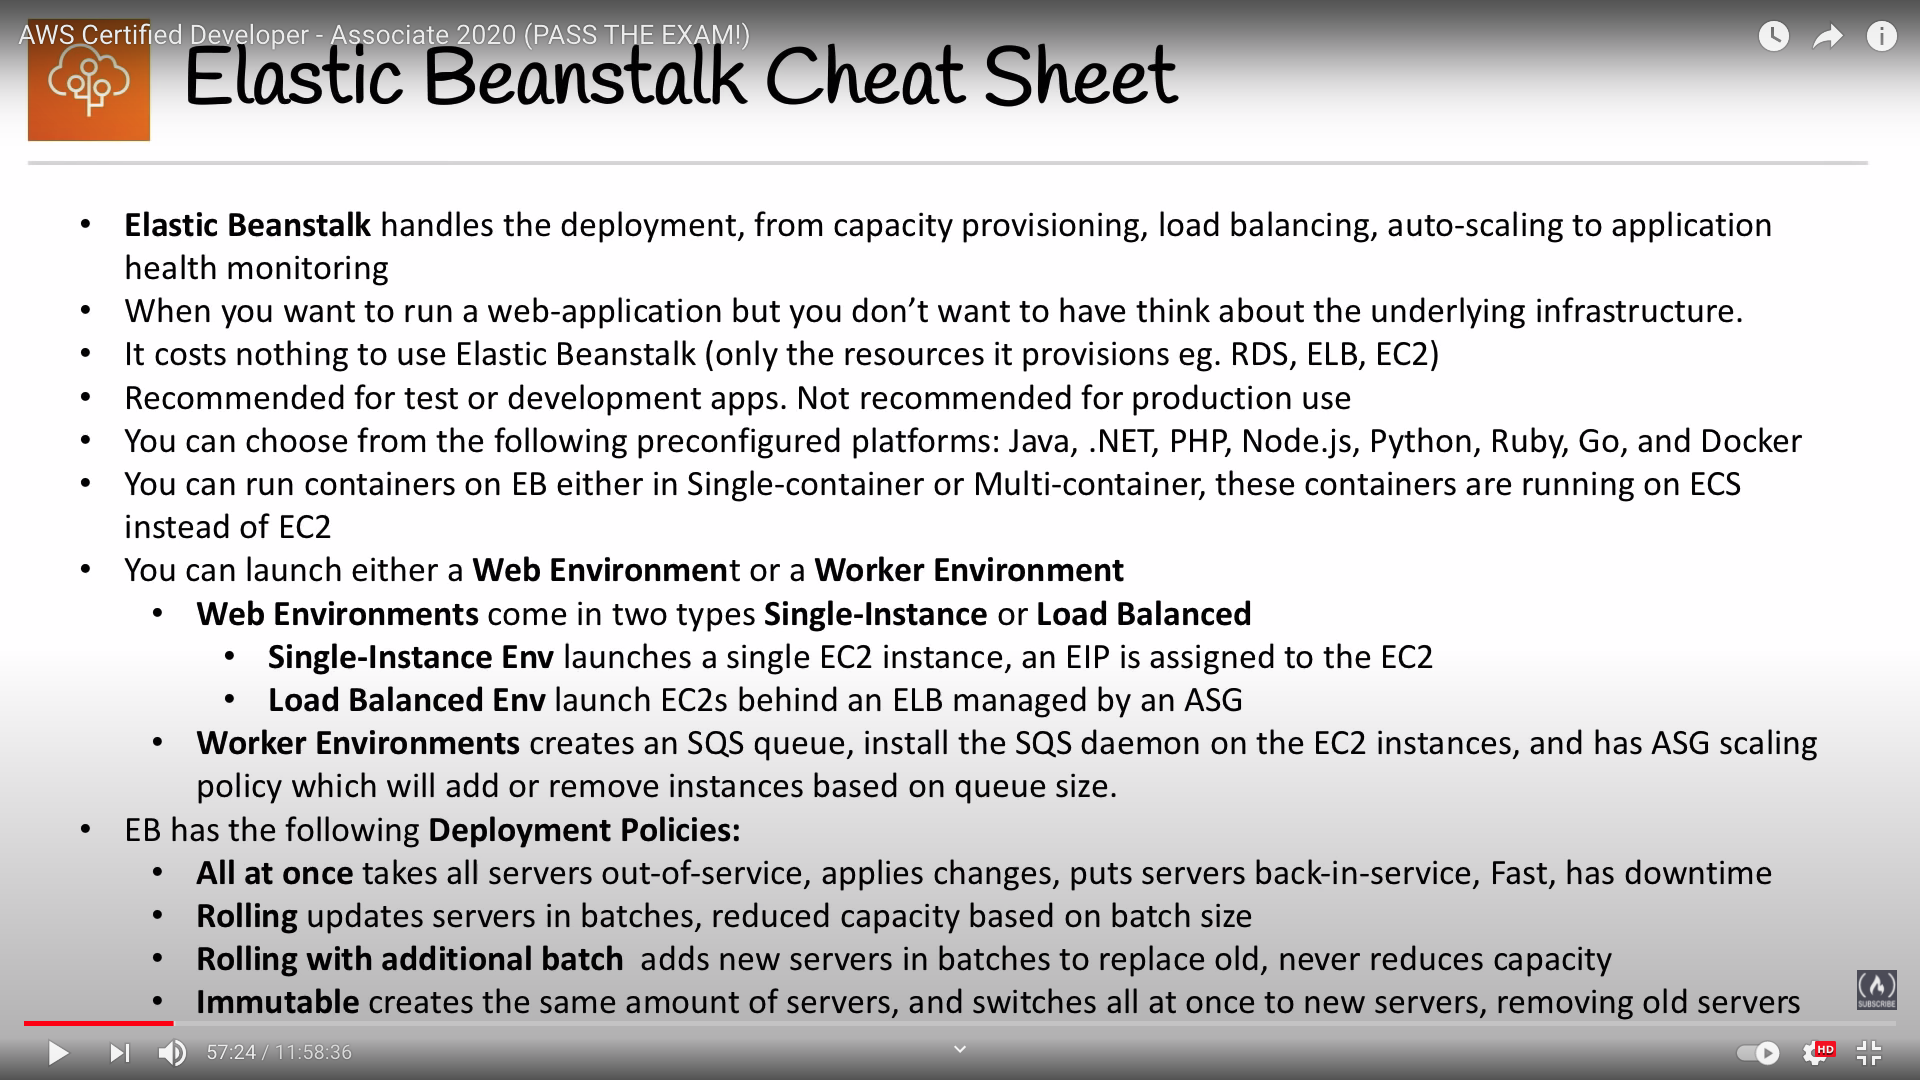 AWS Certified Developer - Associate 2020 (PASS THE EXAM!)
Elastic Beanstalk Cheat Sheet
• Elastic Beanstalk handles the deployment, from capacity provisioning, load balancing, auto-scaling to application
health monitoring
• When you want to run a web-application but you don’t want to have think about the underlying infrastructure.
• It costs nothing to use Elastic Beanstalk (only the resources it provisions eg. RDS, ELB, EC2)
• Recommended for test or development apps. Not recommended for production use
• You can choose from the following preconfigured platforms: Java, .NET, PHP, Node.js, Python, Ruby, Go, and Docker
• You can run containers on EB either in Single-container or Multi-container, these containers are running on ECS
instead of EC2
• You can launch either a Web Environment or a Worker Environment
• Web Environments come in two types Single-Instance or Load Balanced
• Single-Instance Env launches a single EC2 instance, an EIP is assigned to the EC2
• Load Balanced Env launch EC2s behind an ELB managed by an ASG
• Worker Environments creates an SQS queue, install the SQS daemon on the EC2 instances, and has ASG scaling
policy which will add or remove instances based on queue size.
• EB has the following Deployment Policies:
• All at once takes all servers out-of-service, applies changes, puts servers back-in-service, Fast, has downtime
• Rolling updates servers in batches, reduced capacity based on batch size
• Rolling with additional batch adds new servers in batches to replace old, never reduces capacity
• Immutable creates the same amount of servers, and switches all at once to new servers, removing old servers
SUBSCRIBE
57:24 / 11:58:36
HD